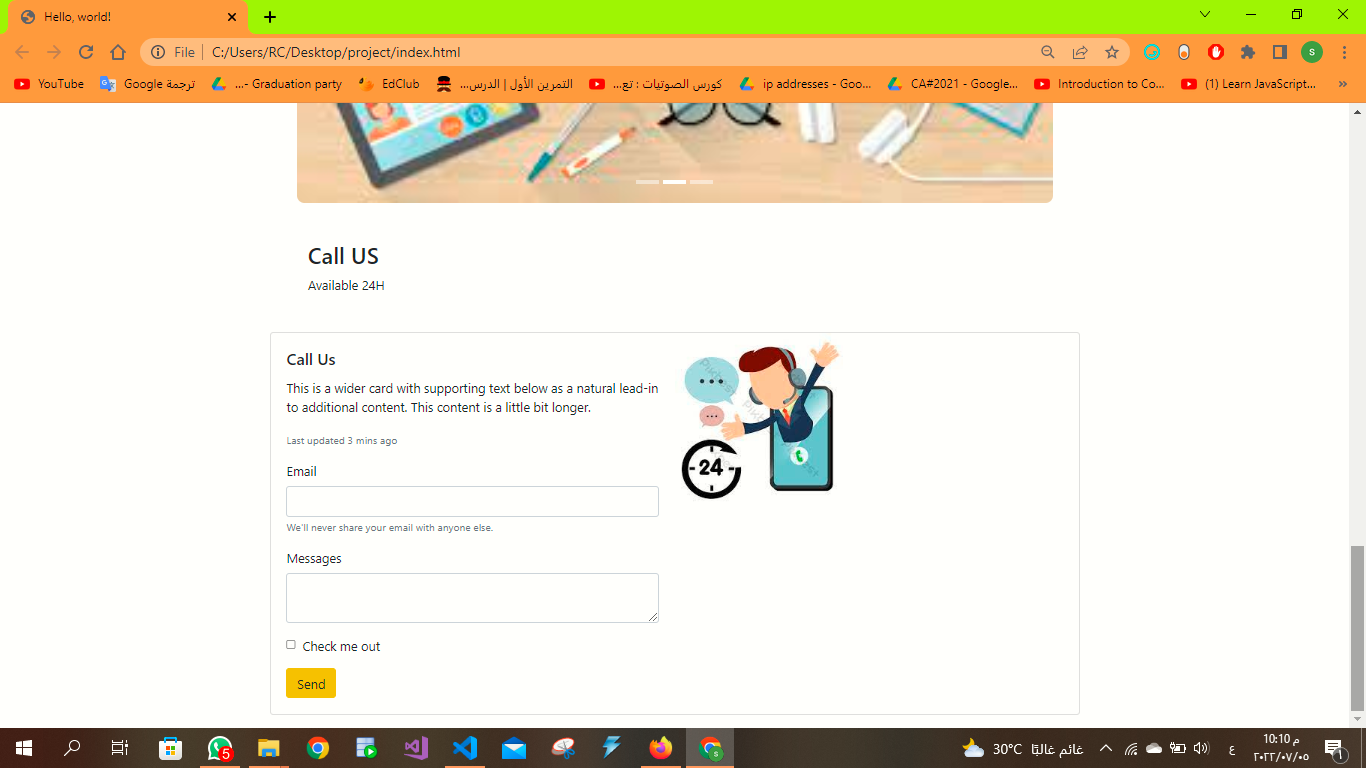 Hello, world!
File
C:/Users/RC/Desktop/project/index.html
s
YouTube
ترجمة Google
...- Graduation party
EdClub
التمرين الأول | الدرس...
كورس الصوتيات : تع...
ip addresses - Goo...
CA#2021 - Google...
Introduction to Co...
(1) Learn JavaScript...
»
Call US
Available 24H
Call Us
This is a wider card with supporting text below as a natural lead-in
to additional content. This content is a little bit longer.
Last updated 3 mins ago
24
Email
We'll never share your email with anyone else.
Messages
Check me out
Send
5
s
30°C غائم غالبًا
ع
10:10 م
٢٠٢٢/٠٧/٠٥
1